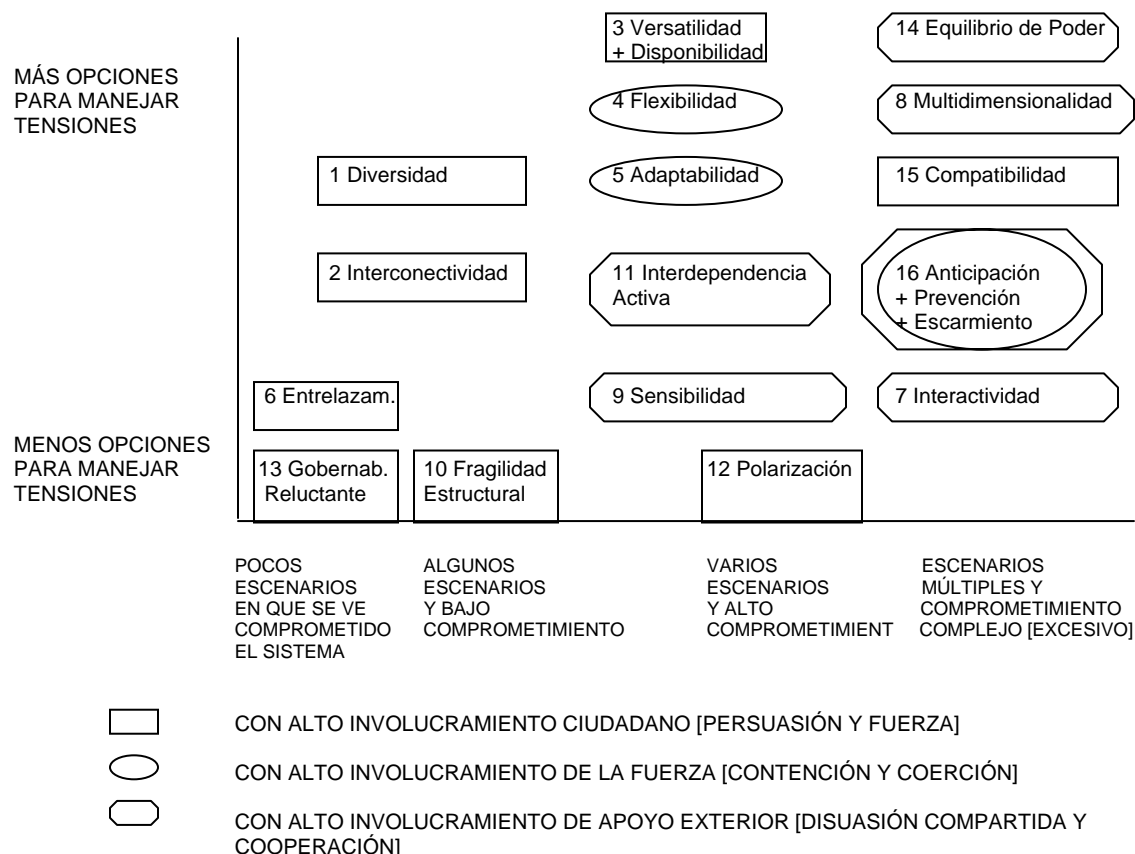 3 Versatilidad
+ Disponibilidad
14 Equilibrio de Poder
MÁS OPCIONES
PARA MANEJAR
TENSIONES
4 Flexibilidad
8 Multidimensionalidad
1 Diversidad
5 Adaptabilidad
15 Compatibilidad
2 Interconectividad
11 Interdependencia
Activa
16 Anticipación
+ Prevención
+ Escarmiento
6 Entrelazam.
9 Sensibilidad
7 Interactividad
MENOS OPCIONES
PARA MANEJAR
TENSIONES
13 Gobernab.
Reluctante
10 Fragilidad
Estructural
12 Polarización
POCOS
ESCENARIOS
EN QUE SE VE
COMPROMETIDO
EL SISTEMA
ALGUNOS
ESCENARIOS
Y BAJO
COMPROMETIMIENTO
VARIOS
ESCENARIOS
Y ALTO
COMPROMETIMIENT
ESCENARIOS
MÚLTIPLES Y
COMPROMETIMIENTO
COMPLEJO [EXCESIVO]
CON ALTO INVOLUCRAMIENTO CIUDADANO [PERSUASIÓN Y FUERZA]
CON ALTO INVOLUCRAMIENTO DE LA FUERZA [CONTENCIÓN Y COERCIÓN]
CON ALTO INVOLUCRAMIENTO DE APOYO EXTERIOR [DISUASIÓN COMPARTIDA Y
COOPERACIÓN]